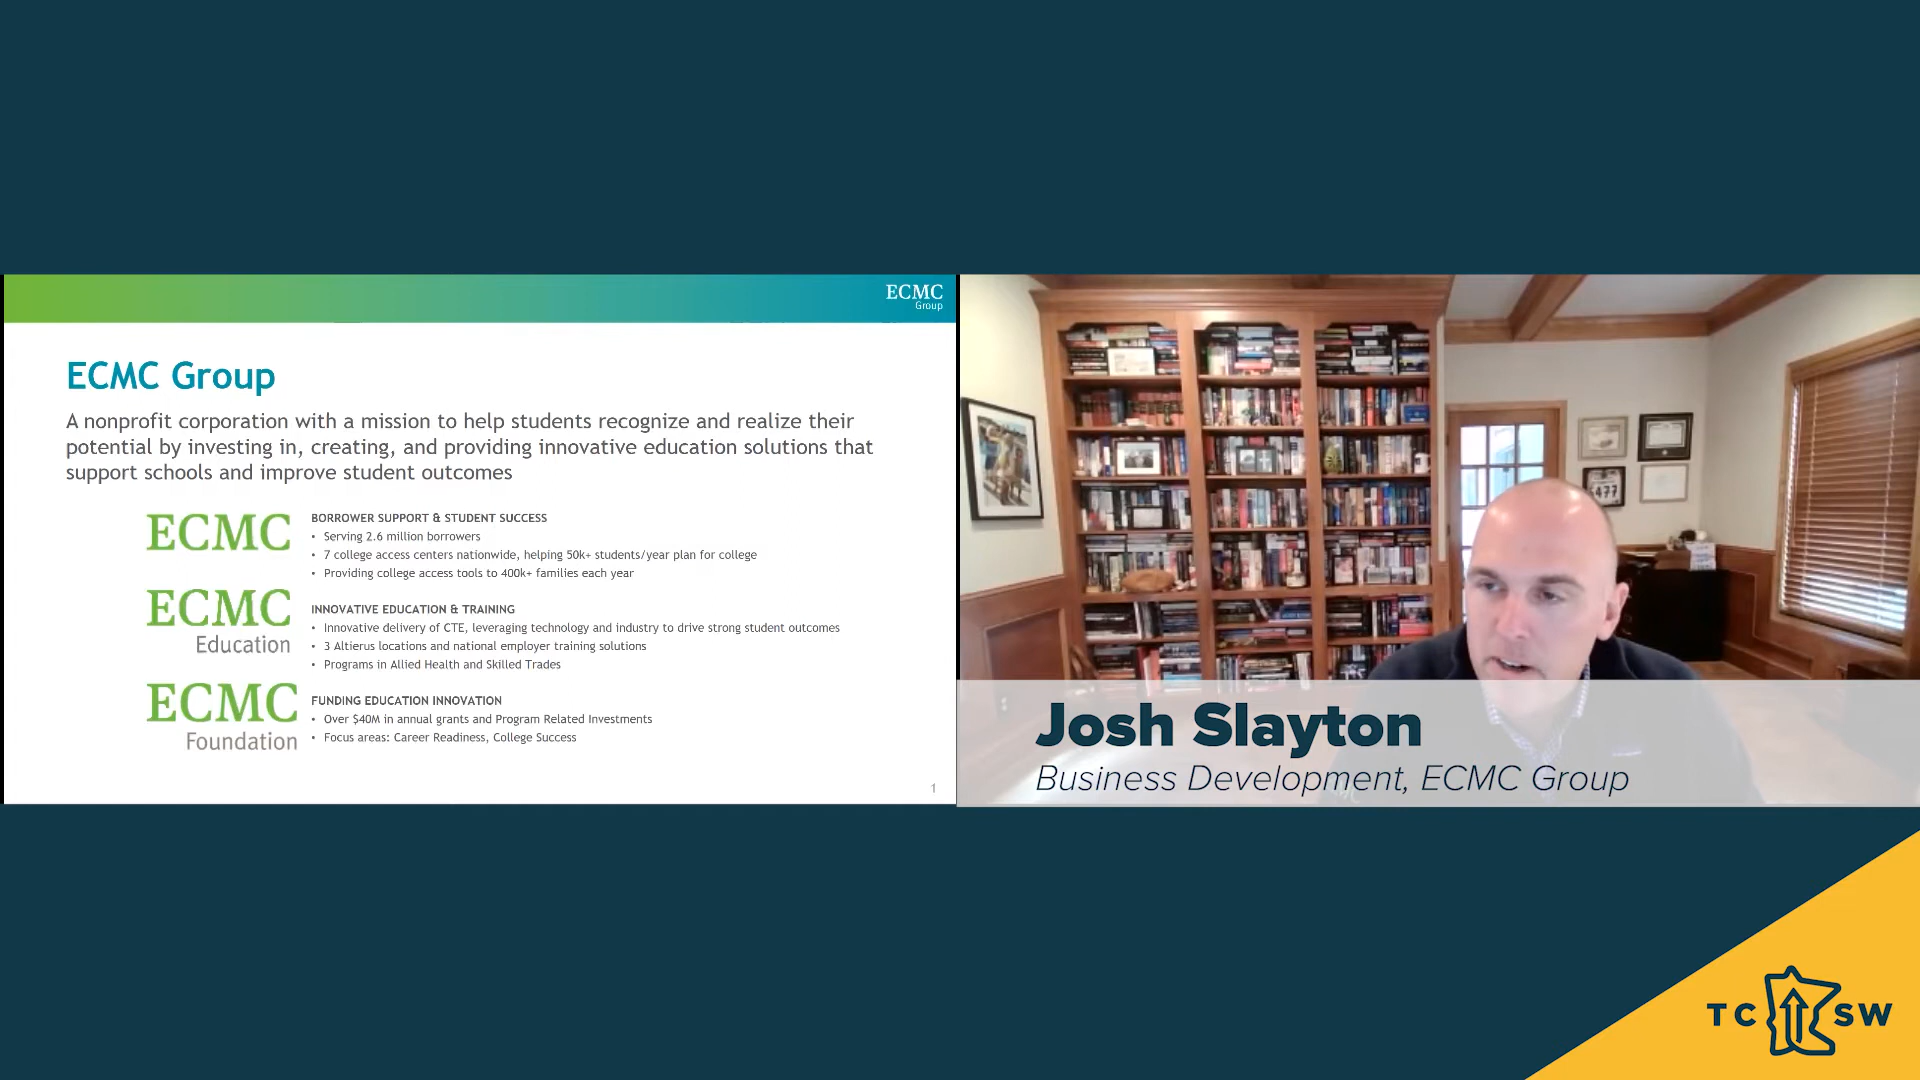 ECMC
Group
ECMC Group
A nonprofit corporation with a mission to help students recognize and realize their
potential by investing in, creating, and providing innovative education solutions that
support schools and improve student outcomes
ECMC
BORROWER SUPPORT & STUDENT SUCCESS
• Serving 2.6 million borrowers
• 7 college access centers nationwide, helping 50k+ students/year plan for college
• Providing college access tools to 400k+ families each year
ECMC
Education
INNOVATIVE EDUCATION & TRAINING
• Innovative delivery of CTE, leveraging technology and industry to drive strong student outcomes
• 3 Altierus locations and national employer training solutions
• Programs in Allied Health and Skilled Trades
ECMC
Foundation
FUNDING EDUCATION INNOVATION
• Over $40M in annual grants and Program Related Investments
• Focus areas: Career Readiness, College Success
1
5477
Josh Slayton
Business Development, ECMC Group
TC SW